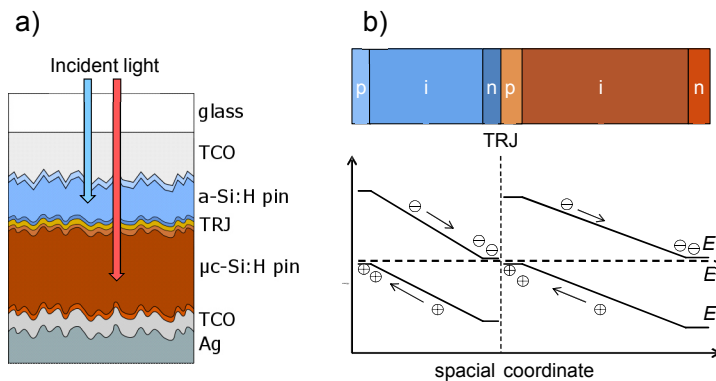 a)
Incident light
glass
TCO
a-Si:H pin
TRJ
µc-Si:H pin
TCO
Ag
b)
p i n p i n
TRJ
E
E
E
spacial coordinate